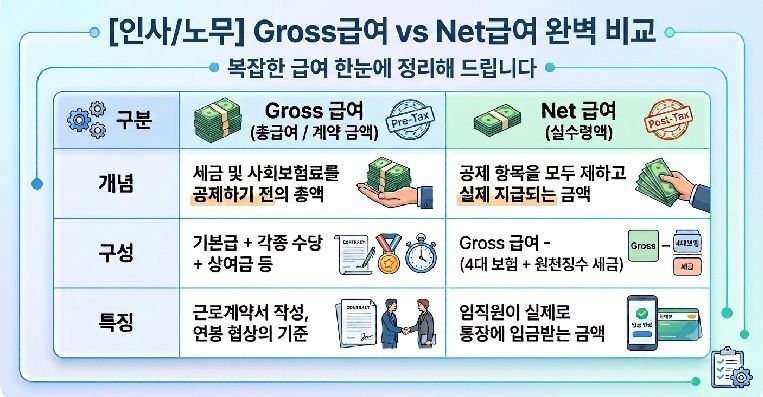 [인사/노무] Gross급여 vs Net급여 완벽 비교
복잡한 급여 한눈에 정리해 드립니다
구분
Gross 급여
(총급여 / 계약 금액)
Pre-Tax
Net 급여
(실수령액)
Post-Tax
개념
세금 및 사회보험료를
공제하기 전의 총액
공제 항목을 모두 제하고
실제 지급되는 금액
구성
기본급 + 각종 수당
+ 상여금 등
CONTRACT
Gross 급여 -
(4대 보험 + 원천징수 세금)
Gross
-
4대보험
세금
특징
근로계약서 작성,
연봉 협상의 기준
CONTRACT
임직원이 실제로
통장에 입금받는 금액